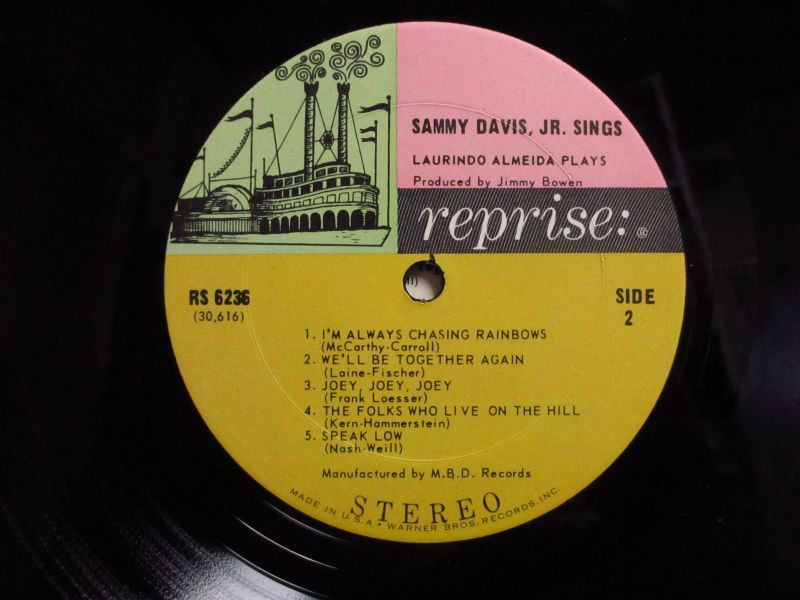 SAMMY DAVIS, JR. SINGS
LAURINDO ALMEIDA PLAYS
Produced by Jimmy Bowen
reprise: ®
RS 6236
(30,616)
SIDE
2
1. I'M ALWAYS CHASING RAINBOWS
(McCarthy-Carroll)
2. WE'LL BE TOGETHER AGAIN
(Laine-Fischer)
3. JOEY, JOEY, JOEY
(Frank Loesser)
4. THE FOLKS WHO LIVE ON THE HILL
(Kern-Hammerstein)
5. SPEAK LOW
(Nash-Weill)
Manufactured by M.B.D. Records
STEREO
MADE IN U.S.A. • WARNER BROS. RECORDS, INC.